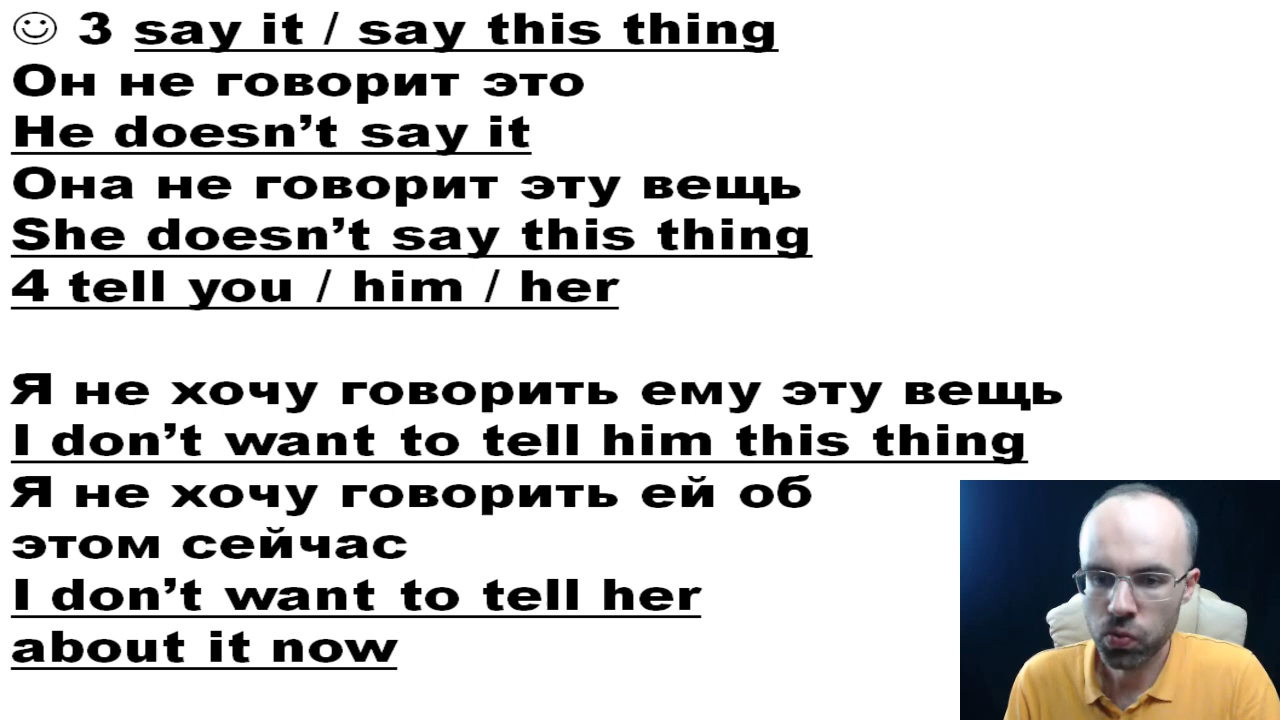 ☺ 3 say it / say this thing
Он не говорит это
He doesn’t say it
Она не говорит эту вещь
She doesn’t say this thing
4 tell you / him / her
Я не хочу говорить ему эту вещь
I don’t want to tell him this thing
Я не хочу говорить ей об
этом сейчас
I don’t want to tell her
about it now